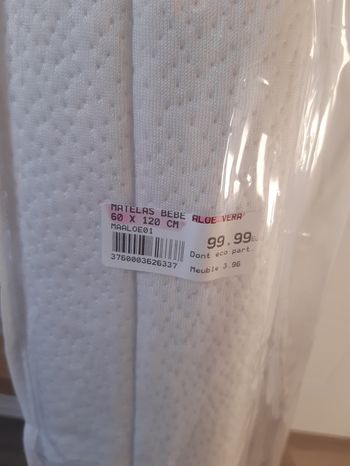 MATELAS BEBE ALOE VERA
60 X 120 CM
MAALOE01
99.99
Dont eco part
3760003626337
Meuble 3.96